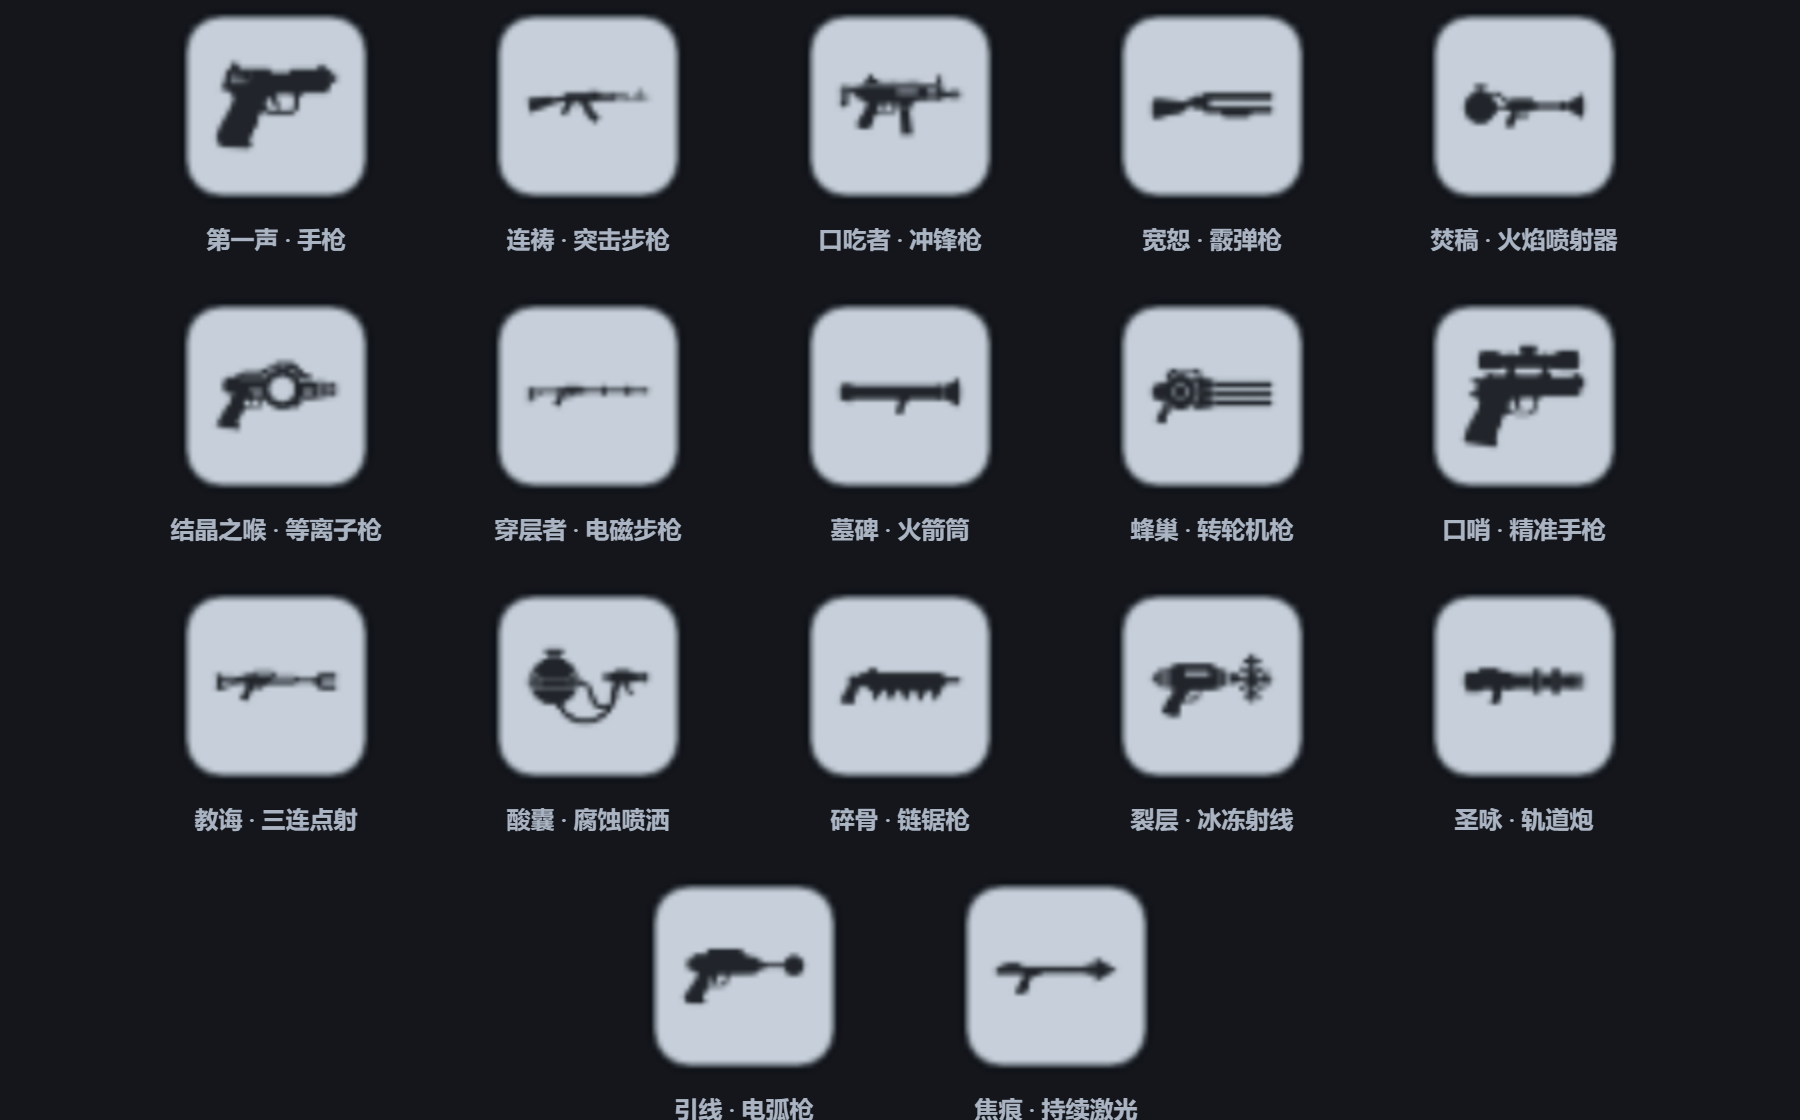 第一声 · 手枪
连祷 · 突击步枪
口吃者 · 冲锋枪
宽恕 · 霰弹枪
焚稿 · 火焰喷射器
结晶之喉 · 等离子枪
穿层者 · 电磁步枪
墓碑 · 火箭筒
蜂巢 · 转轮机枪
口哨 · 精准手枪
教诲 · 三连点射
酸囊 · 腐蚀喷洒
碎骨 · 链锯枪
裂层 · 冰冻射线
圣咏 · 轨道炮
引线 · 电弧枪
焦痕 · 持续激光